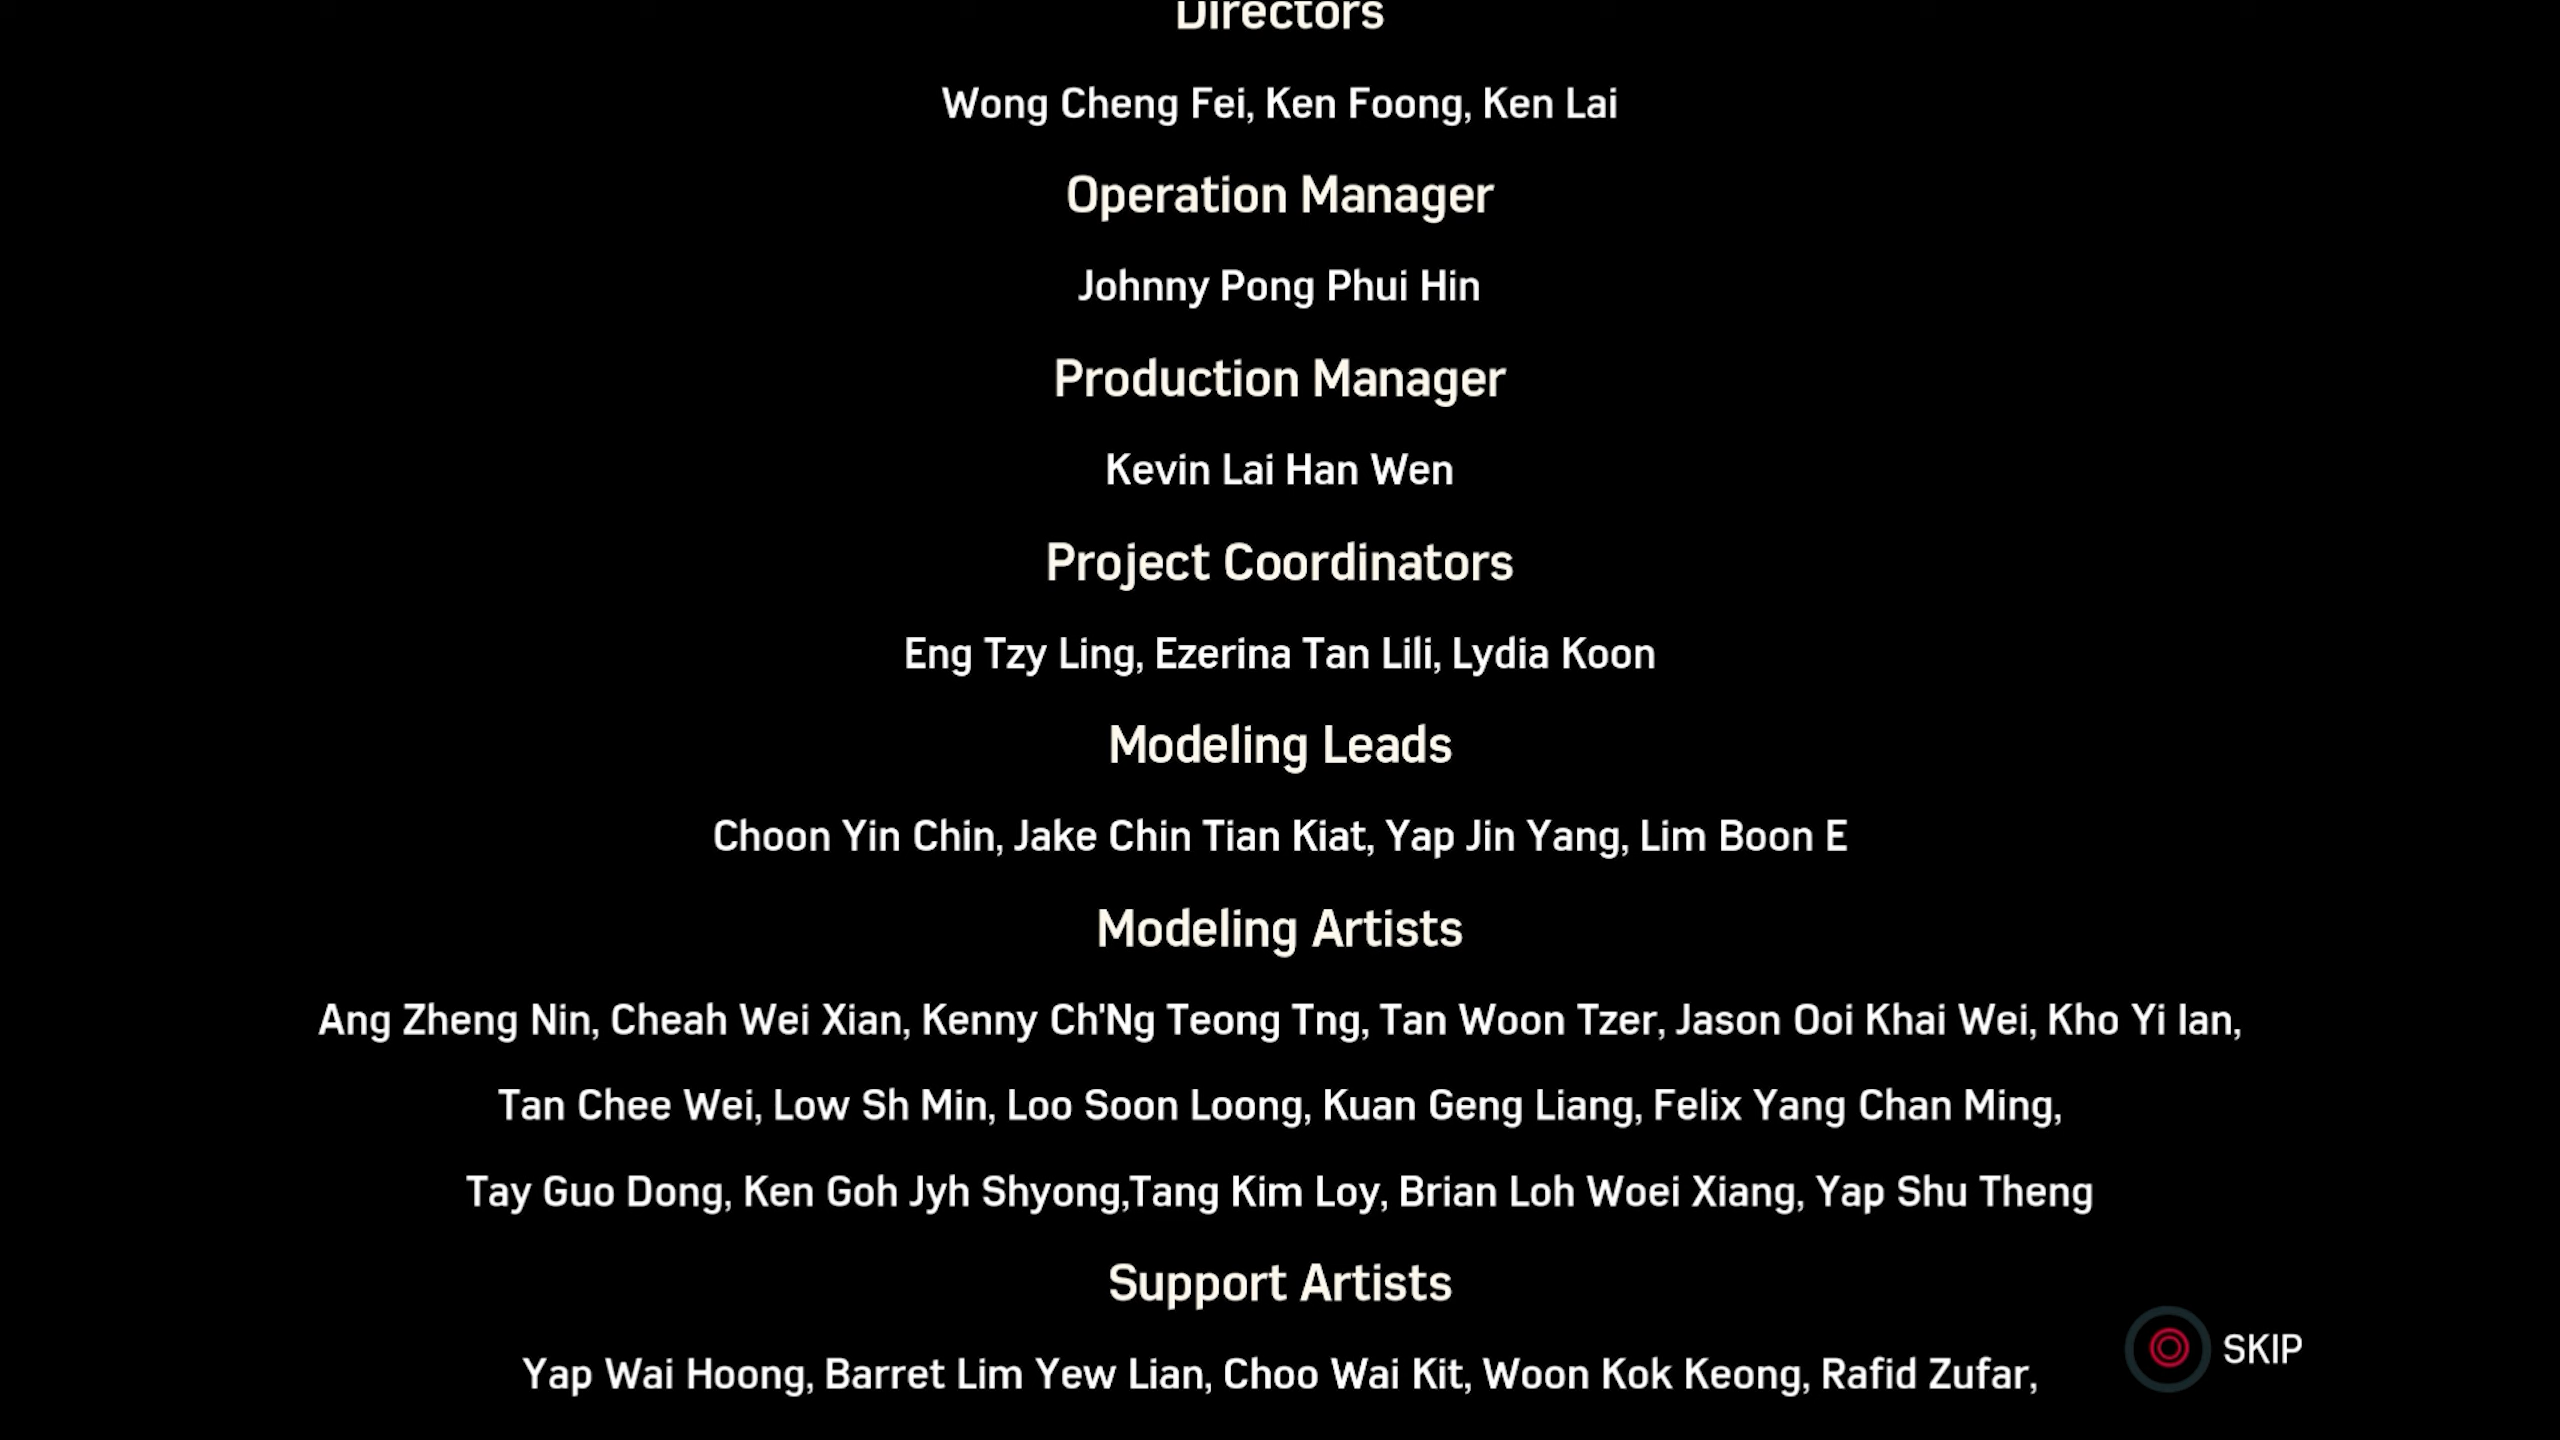 Directors
Wong Cheng Fei, Ken Foong, Ken Lai
Operation Manager
Johnny Pong Phui Hin
Production Manager
Kevin Lai Han Wen
Project Coordinators
Eng Tzy Ling, Ezerina Tan Lili, Lydia Koon
Modeling Leads
Choon Yin Chin, Jake Chin Tian Kiat, Yap Jin Yang, Lim Boon E
Modeling Artists
Ang Zheng Nin, Cheah Wei Xian, Kenny Ch'Ng Teong Tng, Tan Woon Tzer, Jason Ooi Khai Wei, Kho Yi Ian,
Tan Chee Wei, Low Sh Min, Loo Soon Loong, Kuan Geng Liang, Felix Yang Chan Ming,
Tay Guo Dong, Ken Goh Jyh Shyong,Tang Kim Loy, Brian Loh Woei Xiang, Yap Shu Theng
Support Artists
SKIP
Yap Wai Hoong, Barret Lim Yew Lian, Choo Wai Kit, Woon Kok Keong, Rafid Zufar,